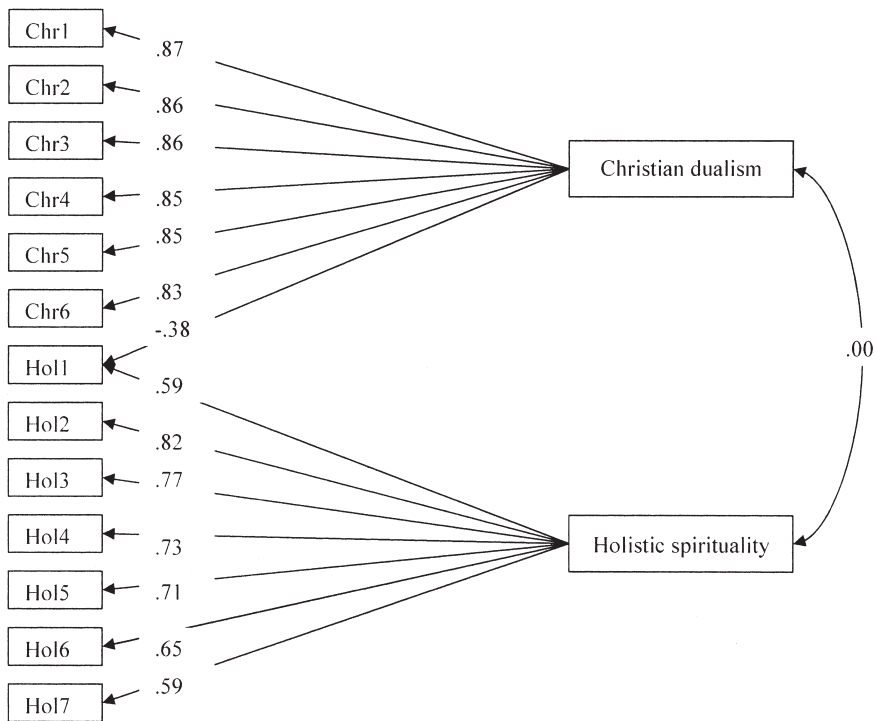 Chr1
.87
Chr2
.86
Chr3
.86
Christian dualism
Chr4
.85
Chr5
.85
Chr6
.83
-.38
.00
Hol1
.59
Hol2
.82
Hol3
.77
Hol4
.73
Holistic spirituality
Hol5
.71
Hol6
.65
Hol7
.59